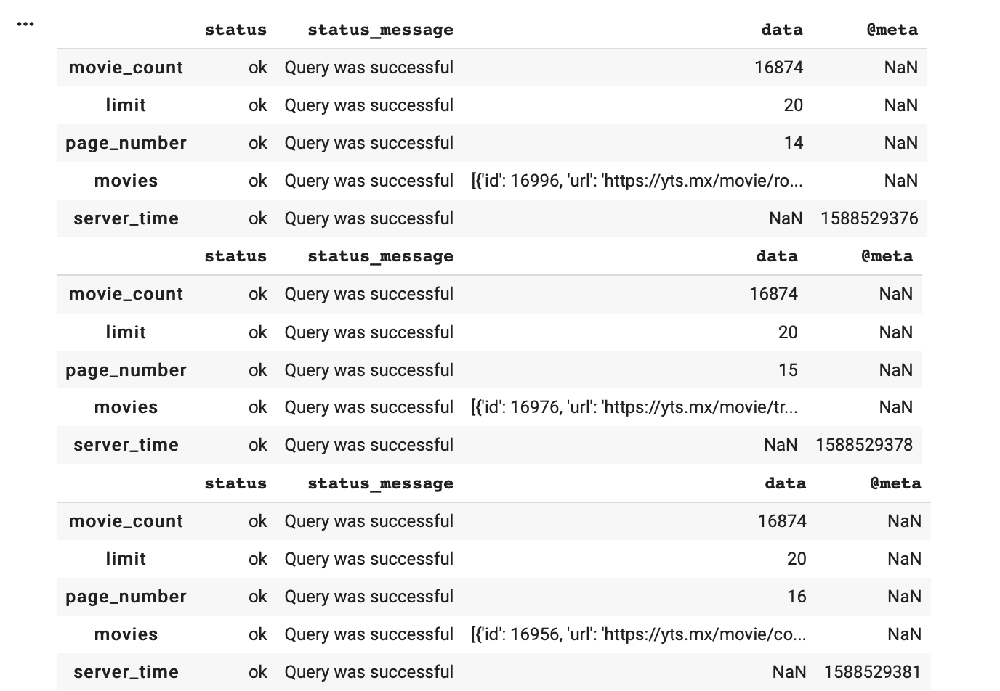 ...
status status_message data @meta
movie_count ok Query was successful 16874 NaN
limit ok Query was successful 20 NaN
page_number ok Query was successful 14 NaN
movies ok Query was successful [{'id': 16996, 'url': 'https://yts.mx/movie/ro... NaN
server_time ok Query was successful NaN 1588529376
status status_message data @meta
movie_count ok Query was successful 16874 NaN
limit ok Query was successful 20 NaN
page_number ok Query was successful 15 NaN
movies ok Query was successful [{'id': 16976, 'url': 'https://yts.mx/movie/tr... NaN
server_time ok Query was successful NaN 1588529378
status status_message data @meta
movie_count ok Query was successful 16874 NaN
limit ok Query was successful 20 NaN
page_number ok Query was successful 16 NaN
movies ok Query was successful [{'id': 16956, 'url': 'https://yts.mx/movie/co... NaN
server_time ok Query was successful NaN 1588529381